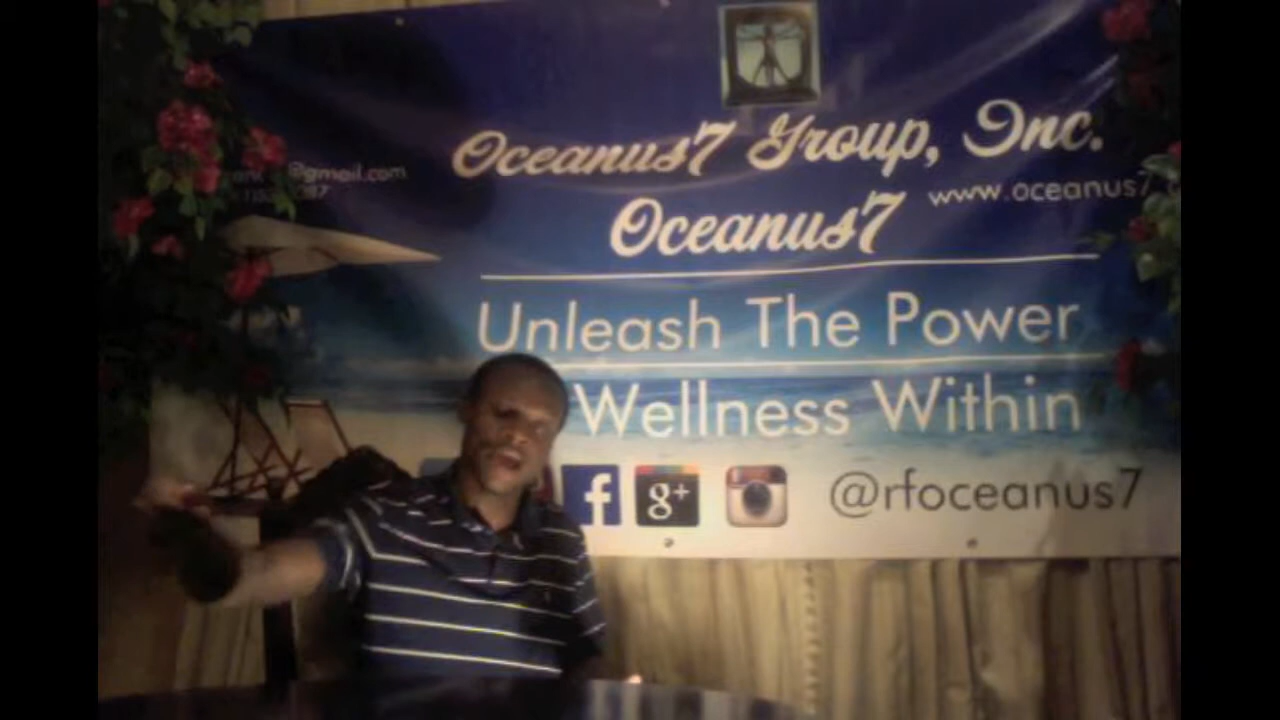 Oceanus7 Group, Inc.
@gmail.com
www.oceanus7
Oceanus7
Unleash The Power
Wellness Within
f g+
@rfoceanus7